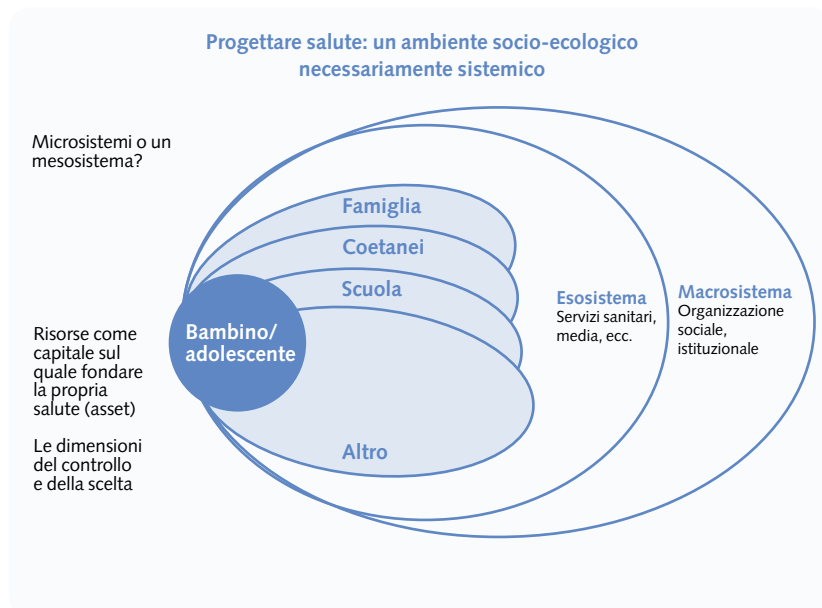 Progettare salute: un ambiente socio-ecologico
necessariamente sistemico
Microsistemi o un
mesosistema?
Famiglia
Coetanei
Scuola
Bambino/
adolescente
Altro
Esosistema
Servizi sanitari,
media, ecc.
Macrosistema
Organizzazione
sociale,
istituzionale
Risorse come
capitale sul
quale fondare
la propria
salute (asset)
Le dimensioni
del controllo
e della scelta